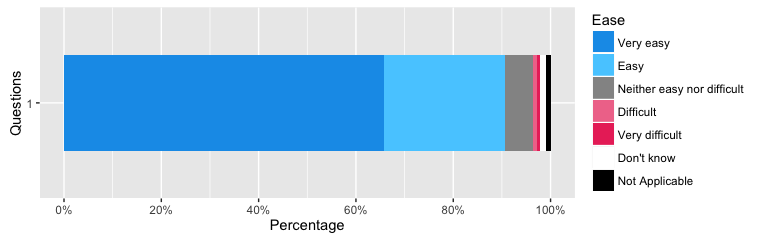 Questions
1
0%
20%
40%
60%
80%
100%
Percentage
Ease
Very easy
Easy
Neither easy nor difficult
Difficult
Very difficult
Don't know
Not Applicable